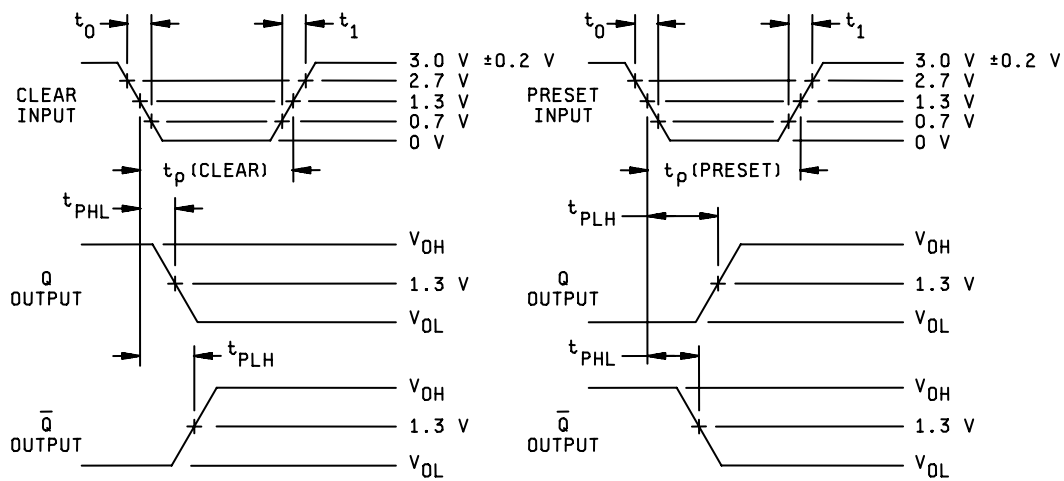 t0 t1
3.0 V ±0.2 V
2.7 V
CLEAR INPUT
1.3 V
0.7 V
0 V
tp (CLEAR)
tPHL
VOH
Q OUTPUT
1.3 V
VOL
tPLH
VOH
Q̅ OUTPUT
1.3 V
VOL
t0 t1
3.0 V ±0.2 V
2.7 V
PRESET INPUT
1.3 V
0.7 V
0 V
tp (PRESET)
tPLH
VOH
Q OUTPUT
1.3 V
VOL
tPHL
VOH
Q̅ OUTPUT
1.3 V
VOL